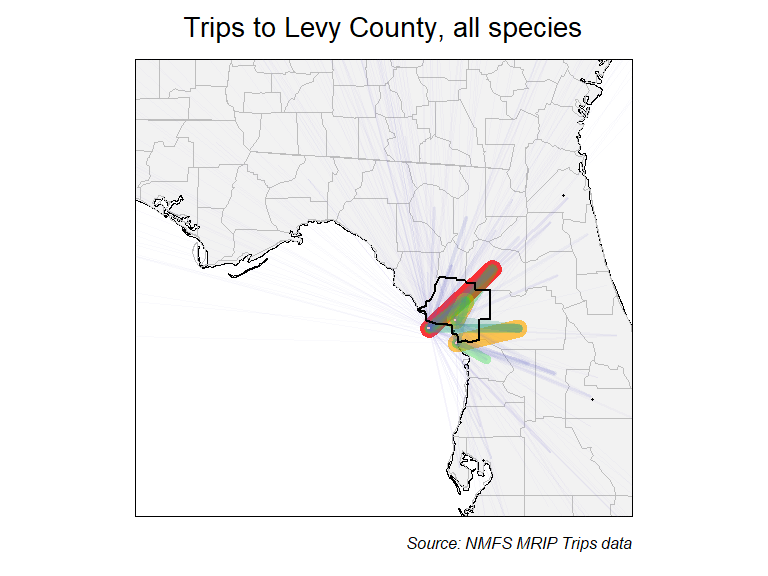 Trips to Levy County, all species
Source: NMFS MRIP Trips data